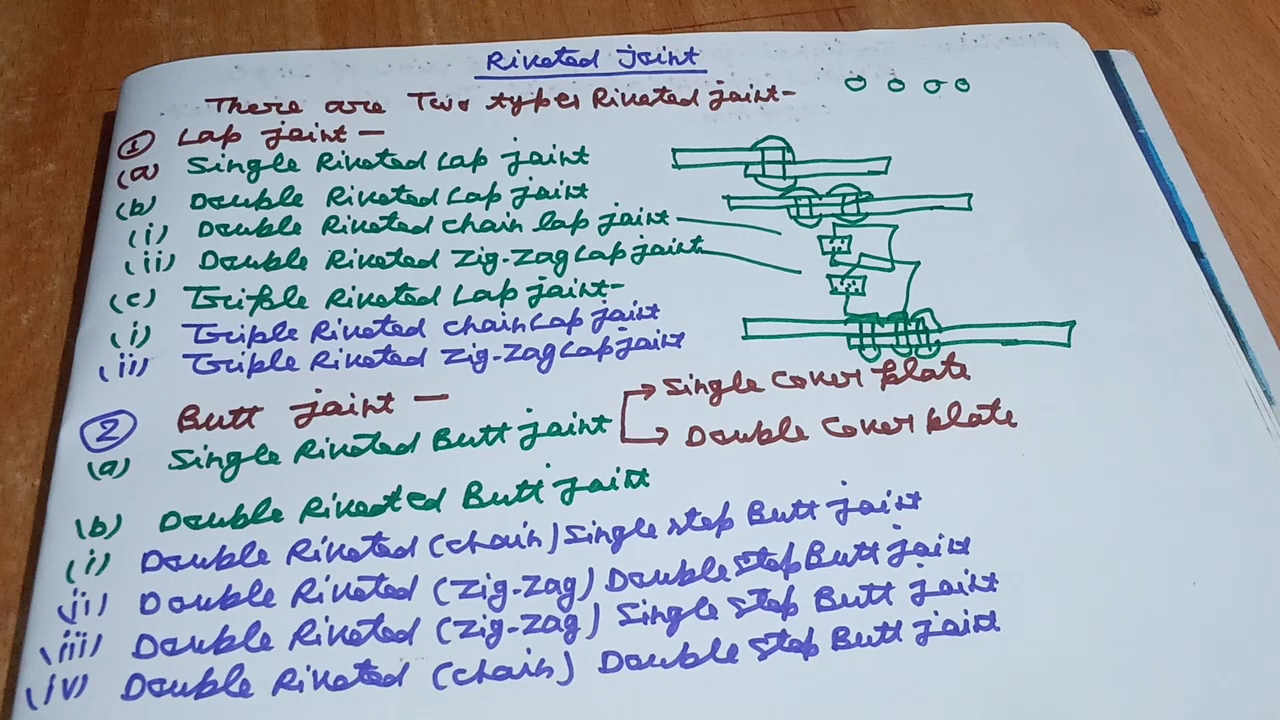 Riveted joint
There are Two types Riveted joint-
① Lap joint —
(a) Single Riveted Lap joint
(b) Double Riveted Lap joint
(i) Double Riveted chain lap joint
(ii) Double Riveted Zig-Zag Lap joint
(c) Triple Riveted Lap joint-
(i) Triple Riveted chain Lap joint
(ii) Triple Riveted Zig-Zag Lap joint
② Butt joint —
(a) Single Riveted Butt joint
→ Single Cover plate
→ Double Cover plate
(b) Double Riveted Butt joint
(i) Double Riveted (chain) Single step Butt joint
(ii) Double Riveted (Zig-Zag) Double step Butt joint
(iii) Double Riveted (Zig-Zag) Single step Butt joint
(iv) Double Riveted (chain) Double step Butt joint